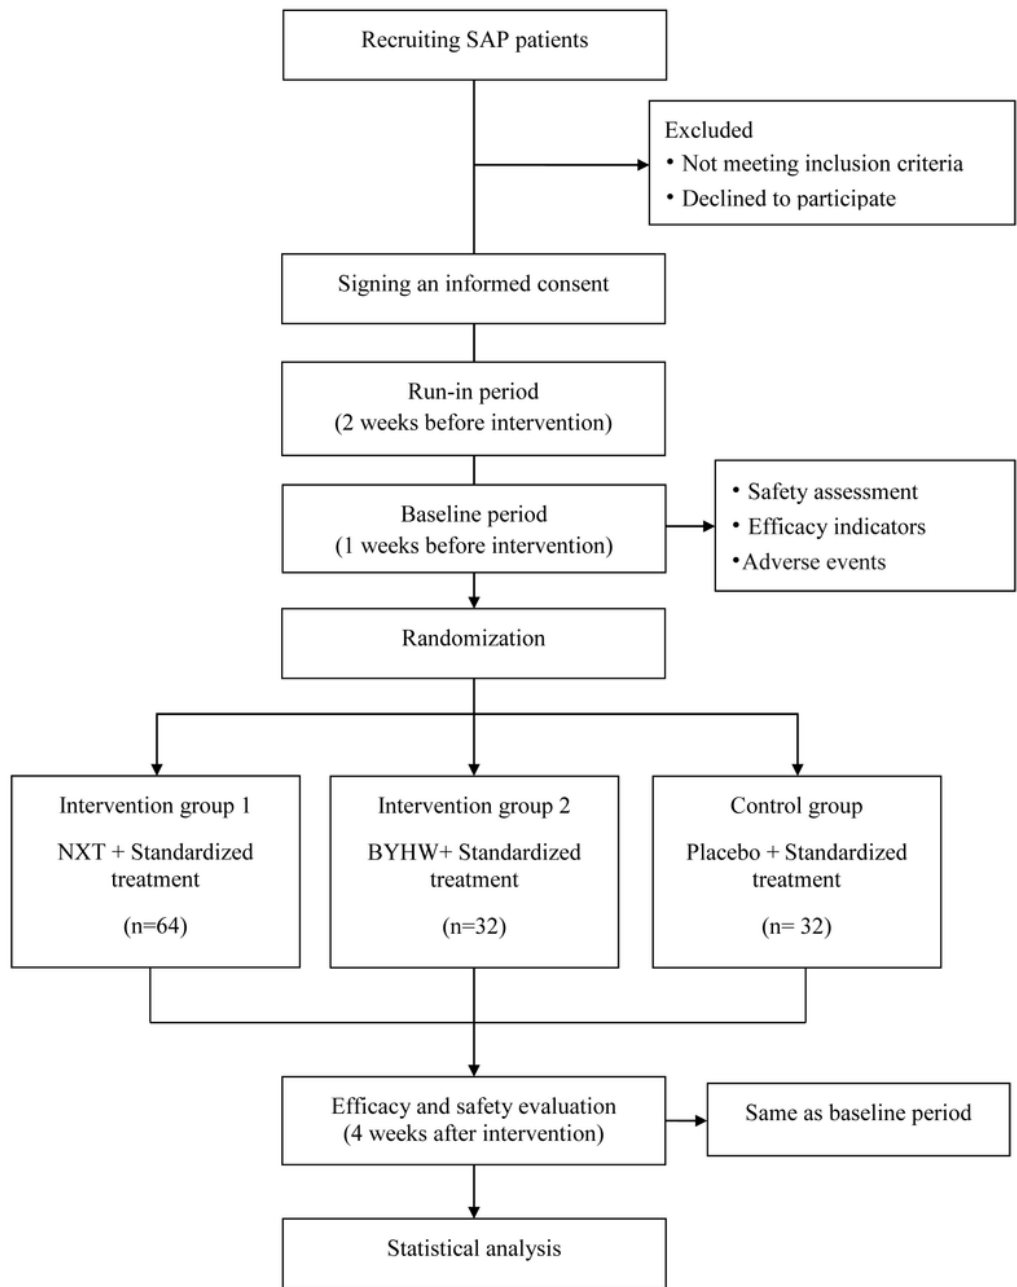 Recruiting SAP patients
Excluded
• Not meeting inclusion criteria
• Declined to participate
Signing an informed consent
Run-in period
(2 weeks before intervention)
Baseline period
(1 weeks before intervention)
• Safety assessment
• Efficacy indicators
•Adverse events
Randomization
Intervention group 1
NXT + Standardized
treatment
(n=64)
Intervention group 2
BYHW+ Standardized
treatment
(n=32)
Control group
Placebo + Standardized
treatment
(n= 32)
Efficacy and safety evaluation
(4 weeks after intervention)
Same as baseline period
Statistical analysis